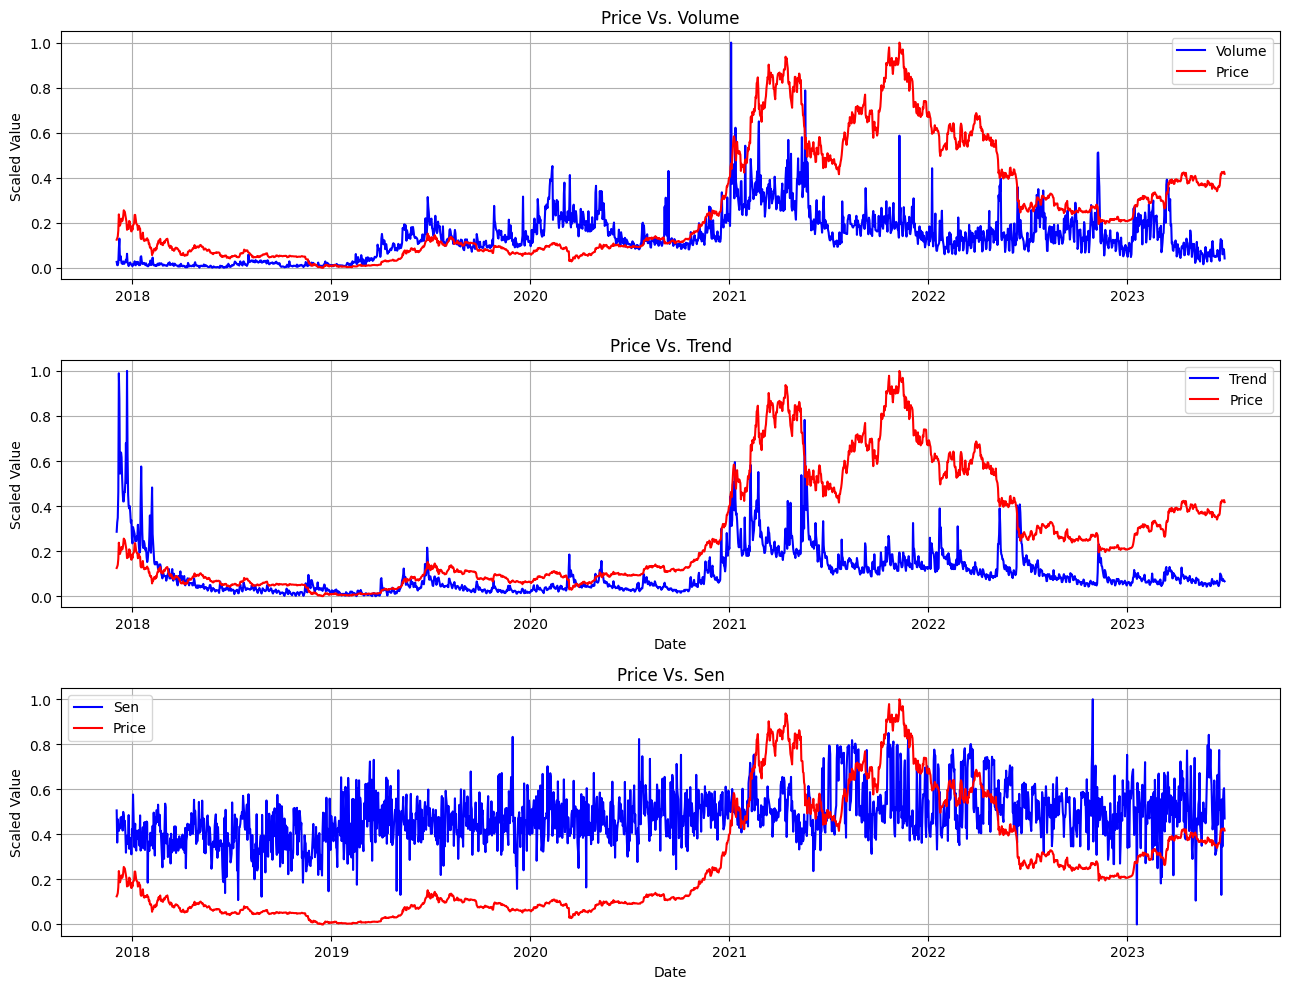 Price Vs. Volume
Scaled Value
1.0
0.8
0.6
0.4
0.2
0.0
Volume
Price
2018 2019 2020 2021 2022 2023
Date
Price Vs. Trend
Scaled Value
1.0
0.8
0.6
0.4
0.2
0.0
Trend
Price
2018 2019 2020 2021 2022 2023
Date
Price Vs. Sen
Scaled Value
1.0
0.8
0.6
0.4
0.2
0.0
Sen
Price
2018 2019 2020 2021 2022 2023
Date